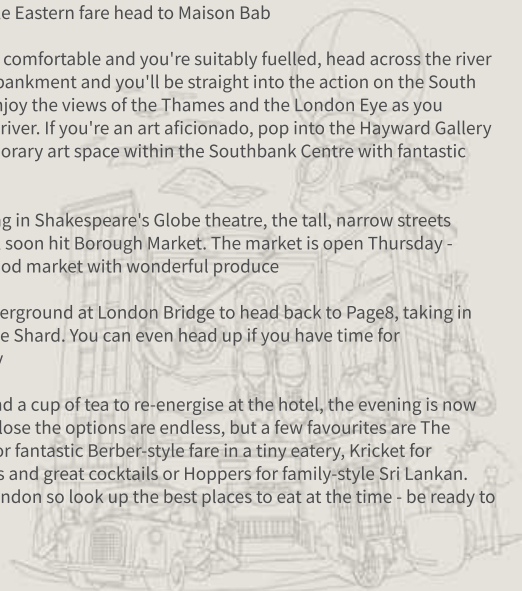 e Eastern fare head to Maison Bab
comfortable and you're suitably fuelled, head across the river
bankment and you'll be straight into the action on the South
njoy the views of the Thames and the London Eye as you
river. If you're an art aficionado, pop into the Hayward Gallery
orary art space within the Southbank Centre with fantastic
g in Shakespeare's Globe theatre, the tall, narrow streets
soon hit Borough Market. The market is open Thursday -
od market with wonderful produce
erground at London Bridge to head back to Page8, taking in
e Shard. You can even head up if you have time for
y
nd a cup of tea to re-energise at the hotel, the evening is now
lose the options are endless, but a few favourites are The
or fantastic Berber-style fare in a tiny eatery, Kricket for
s and great cocktails or Hoppers for family-style Sri Lankan.
ndon so look up the best places to eat at the time - be ready to